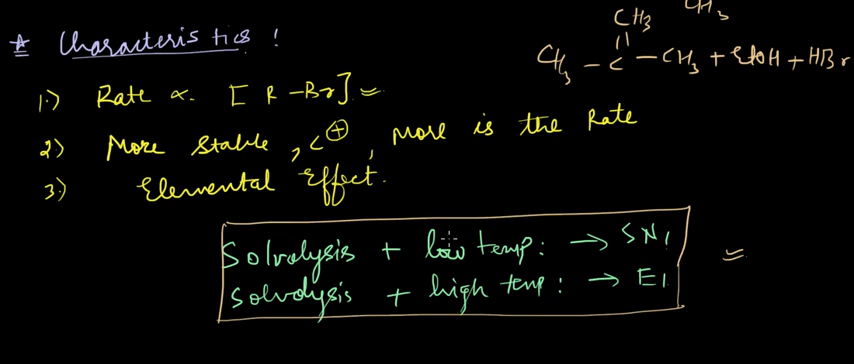 CH3 CH3
* Characteristics !
CH3 - C - CH3 + EtOH + HBr
||
1.) Rate ∝. [R-Br] =
2) More stable, C⊕, more is the Rate
3.) Elemental Effect.
Solvolysis + low temp: → SN1
Solvolysis + high temp: → E1
=